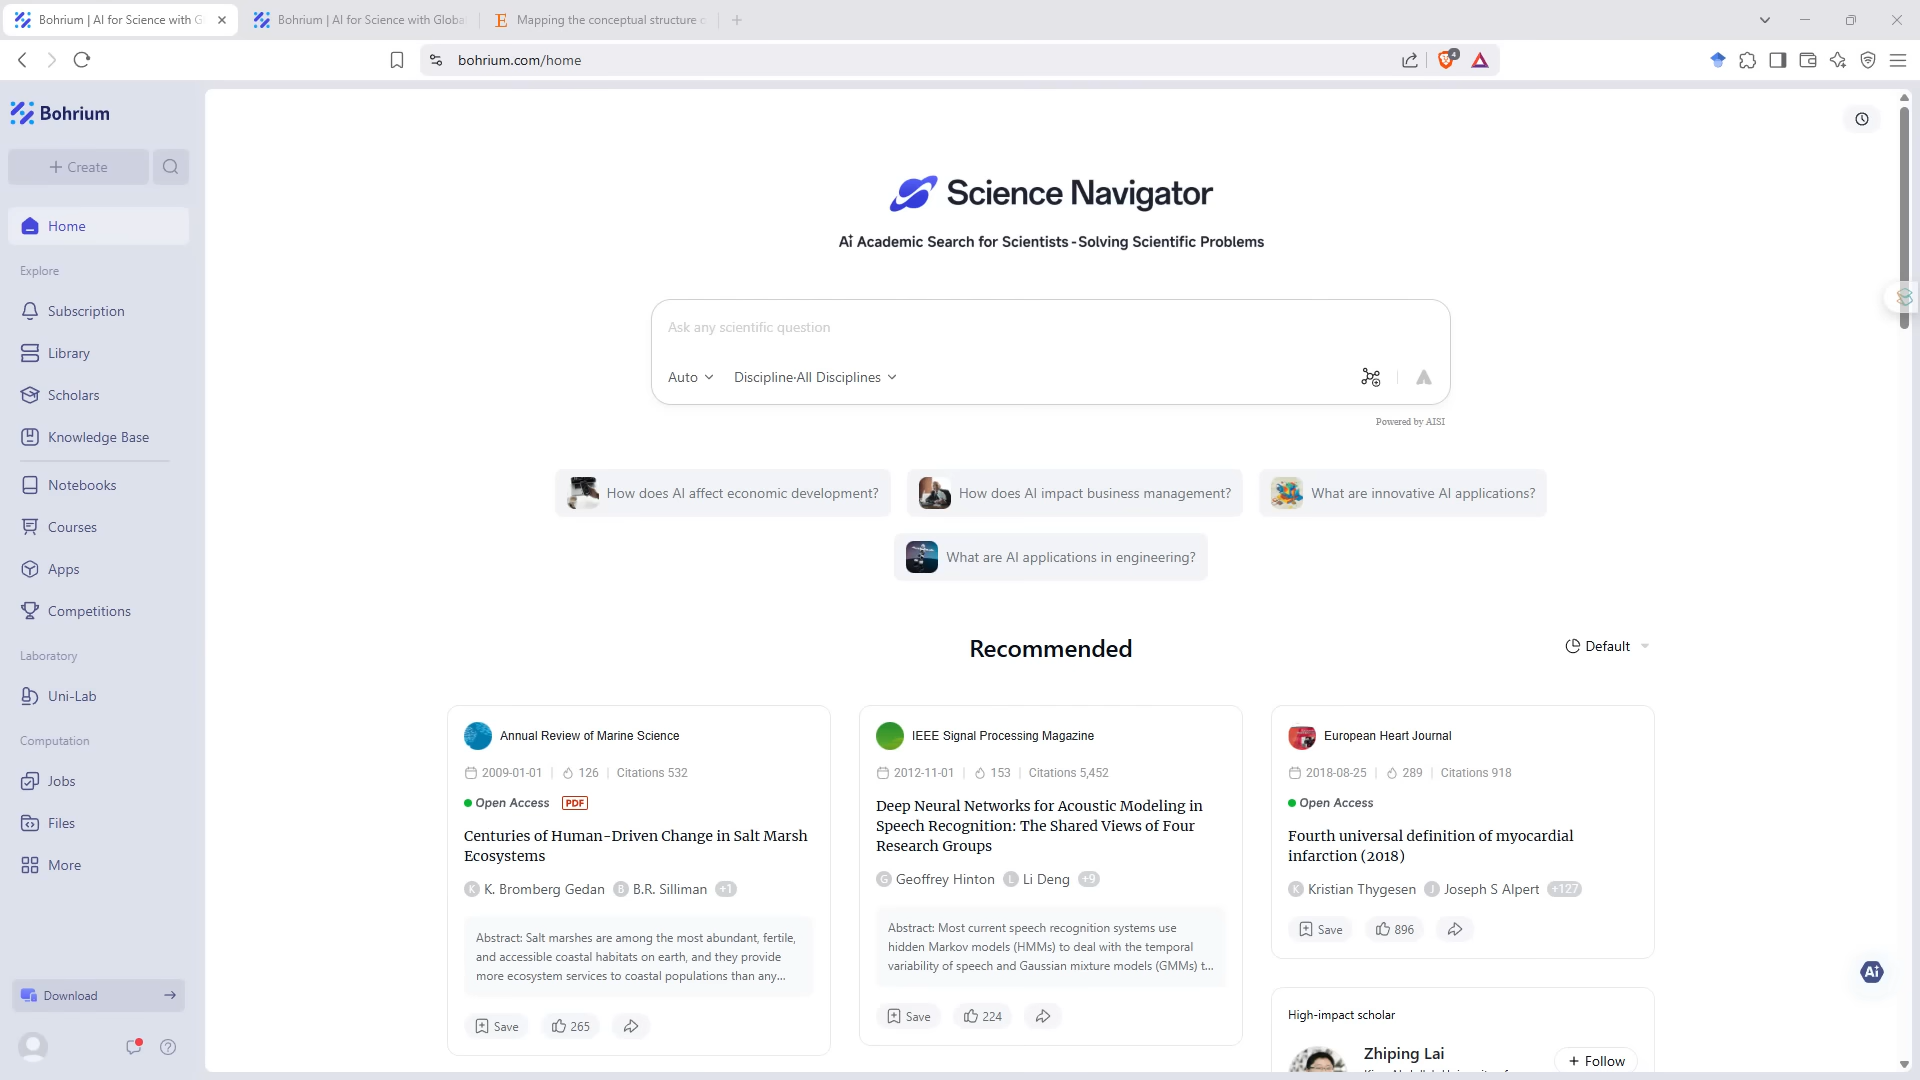 Bohrium | AI for Science with G
Bohrium | AI for Science with Globa
Mapping the conceptual structure c
bohrium.com/home
4
Bohrium
Create
Home
Explore
Subscription
Library
Scholars
Knowledge Base
Notebooks
Courses
Apps
Competitions
Laboratory
Uni-Lab
Computation
Jobs
Files
More
Download
Science Navigator
Ai Academic Search for Scientists - Solving Scientific Problems
Ask any scientific question
Auto
Discipline·All Disciplines
Powered by AISI
How does AI affect economic development?
How does AI impact business management?
What are innovative AI applications?
What are AI applications in engineering?
Recommended
Default
Annual Review of Marine Science
2009-01-01 | 126 | Citations 532
Open Access PDF
Centuries of Human-Driven Change in Salt Marsh
Ecosystems
K K. Bromberg Gedan B B.R. Silliman +1
Abstract: Salt marshes are among the most abundant, fertile,
and accessible coastal habitats on earth, and they provide
more ecosystem services to coastal populations than any...
Save 265
IEEE Signal Processing Magazine
2012-11-01 | 153 | Citations 5,452
Deep Neural Networks for Acoustic Modeling in
Speech Recognition: The Shared Views of Four
Research Groups
G Geoffrey Hinton L Li Deng +9
Abstract: Most current speech recognition systems use
hidden Markov models (HMMs) to deal with the temporal
variability of speech and Gaussian mixture models (GMMs) t...
Save 224
European Heart Journal
2018-08-25 | 289 | Citations 918
Open Access
Fourth universal definition of myocardial
infarction (2018)
K Kristian Thygesen J Joseph S Alpert +127
Save 896
High-impact scholar
Zhiping Lai
+ Follow
Ai